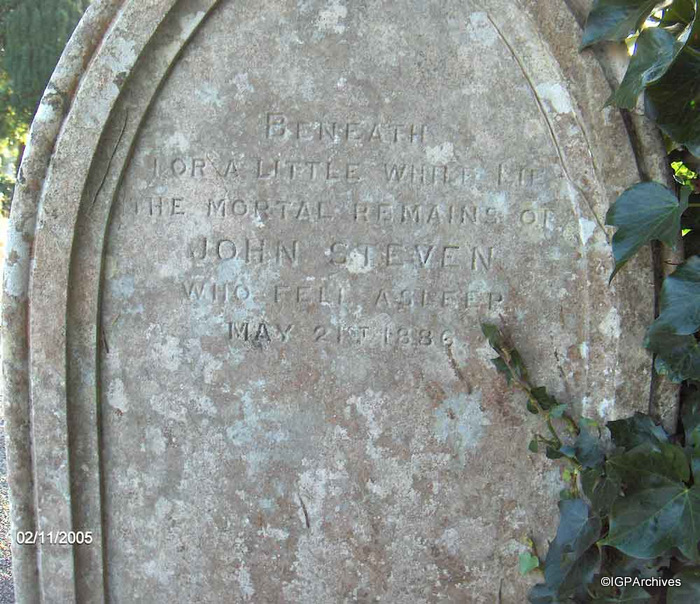 BENEATH
FOR A LITTLE WHILE LIE
THE MORTAL REMAINS OF
JOHN STEVEN
WHO FELL ASLEEP
MAY 21ST 1886
02/11/2005
©IGPArchives